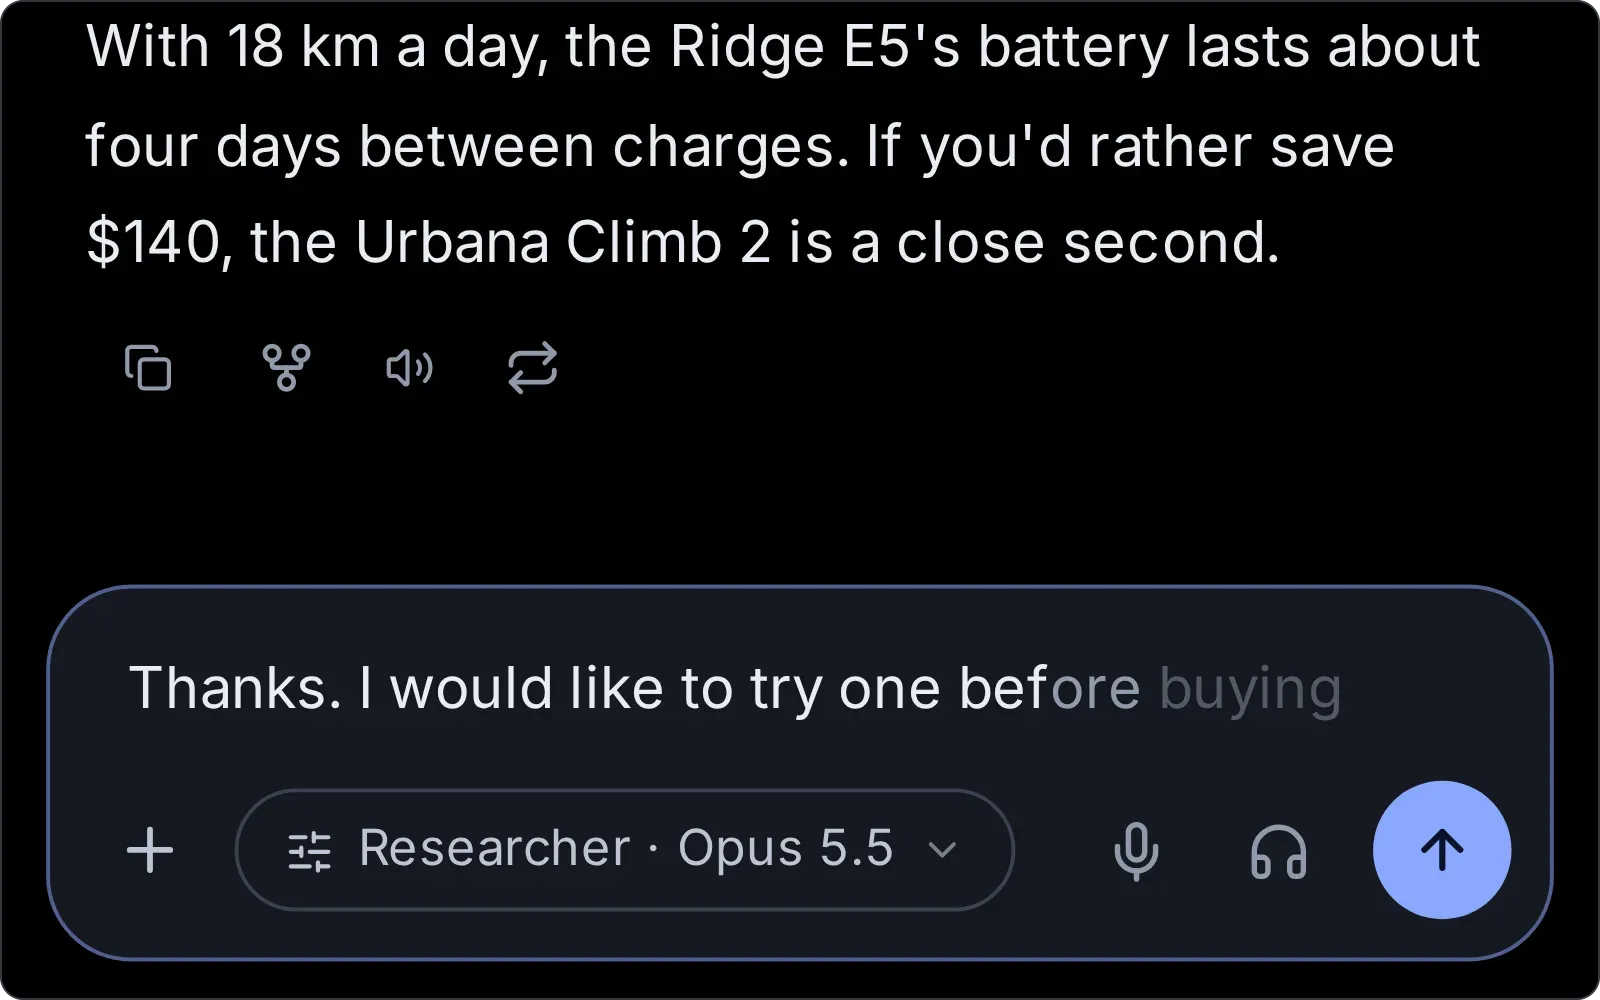 With 18 km a day, the Ridge E5's battery lasts about
four days between charges. If you'd rather save
$140, the Urbana Climb 2 is a close second.
Thanks. I would like to try one before buying
Researcher · Opus 5.5